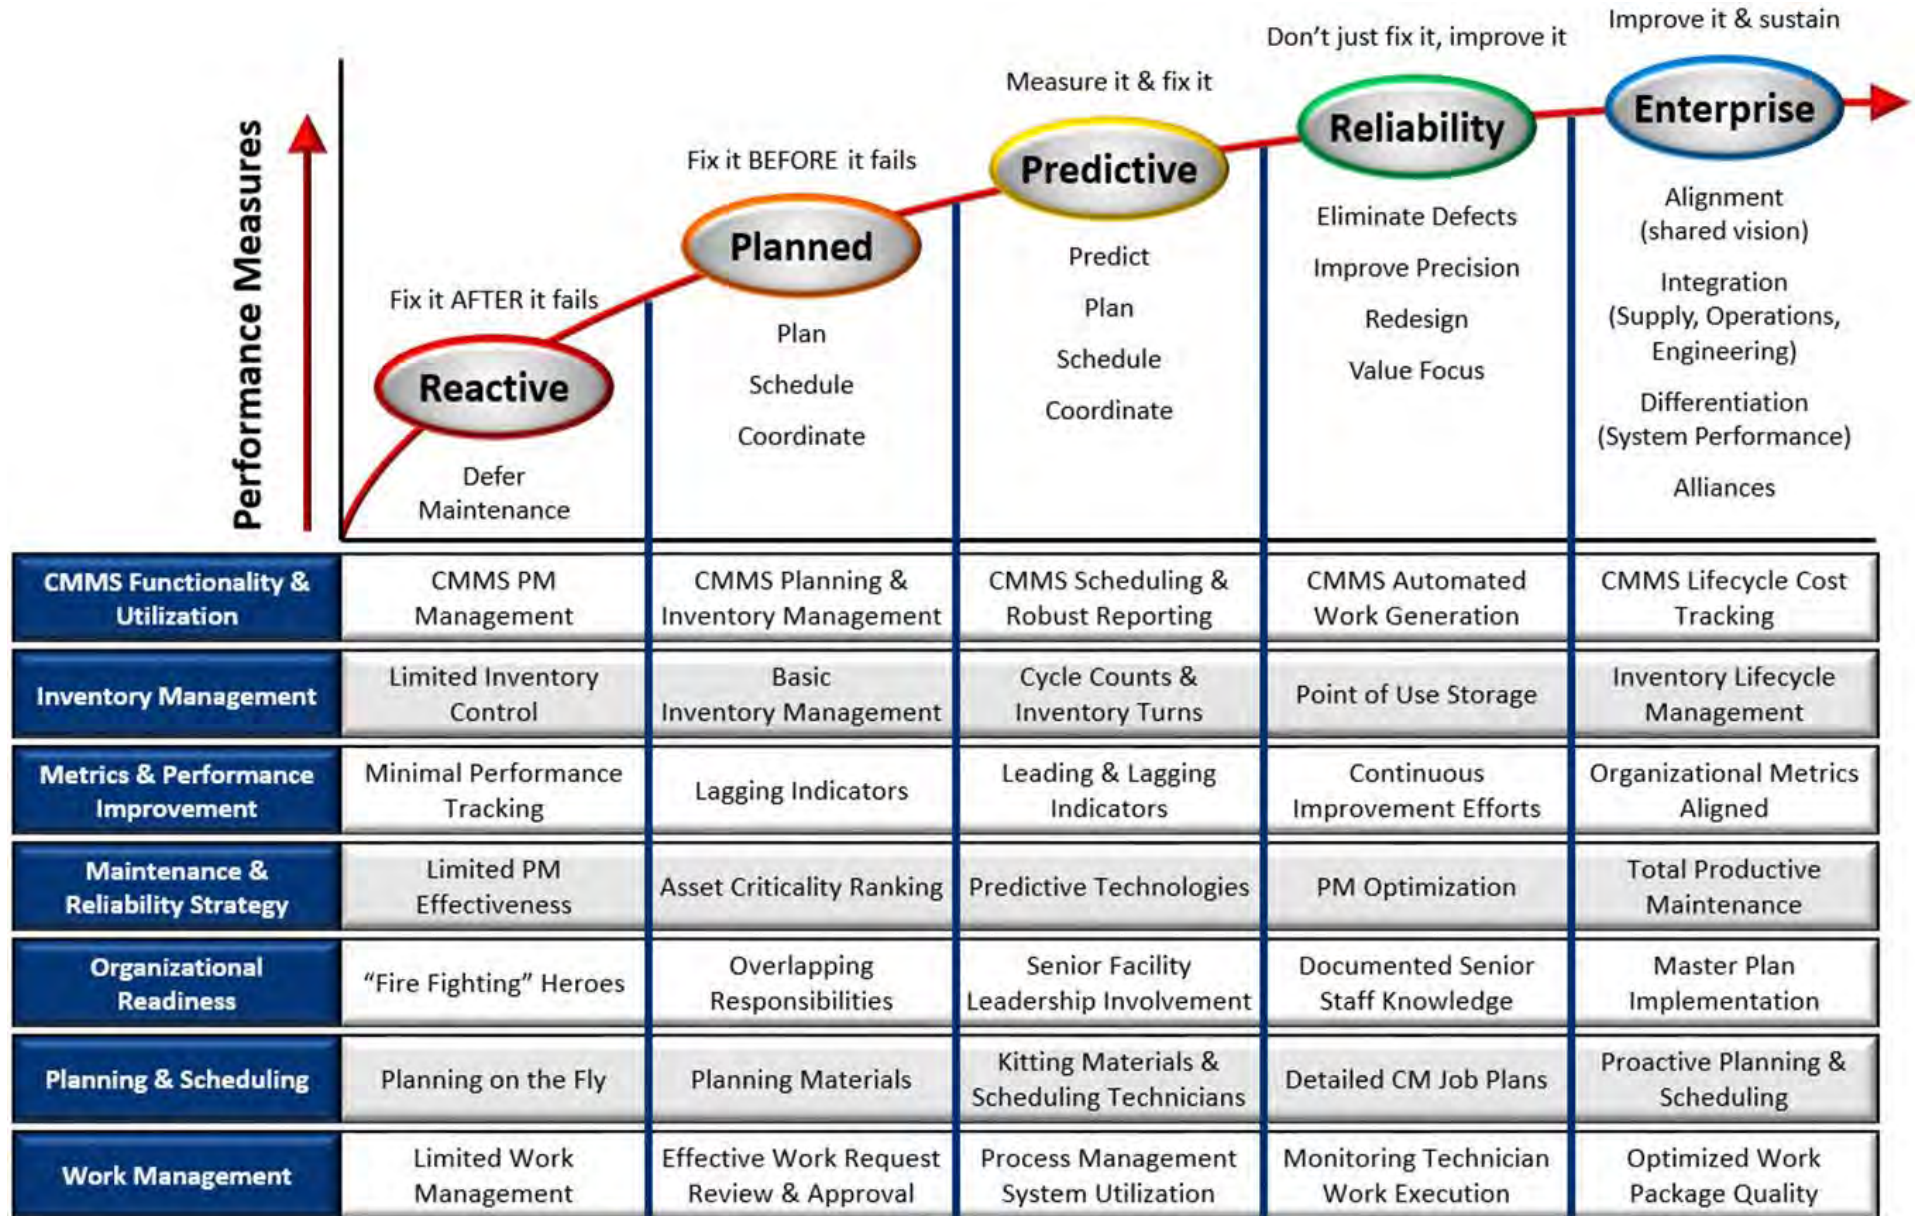 Improve it & sustain
Don't just fix it, improve it
Measure it & fix it
Fix it BEFORE it fails
Fix it AFTER it fails
Performance Measures
Reactive
Defer
Maintenance
Planned
Plan
Schedule
Coordinate
Predictive
Predict
Plan
Schedule
Coordinate
Reliability
Eliminate Defects
Improve Precision
Redesign
Value Focus
Enterprise
Alignment
(shared vision)
Integration
(Supply, Operations,
Engineering)
Differentiation
(System Performance)
Alliances
CMMS Functionality &
Utilization
CMMS PM
Management
CMMS Planning &
Inventory Management
CMMS Scheduling &
Robust Reporting
CMMS Automated
Work Generation
CMMS Lifecycle Cost
Tracking
Inventory Management
Limited Inventory
Control
Basic
Inventory Management
Cycle Counts &
Inventory Turns
Point of Use Storage
Inventory Lifecycle
Management
Metrics & Performance
Improvement
Minimal Performance
Tracking
Lagging Indicators
Leading & Lagging
Indicators
Continuous
Improvement Efforts
Organizational Metrics
Aligned
Maintenance &
Reliability Strategy
Limited PM
Effectiveness
Asset Criticality Ranking
Predictive Technologies
PM Optimization
Total Productive
Maintenance
Organizational
Readiness
“Fire Fighting” Heroes
Overlapping
Responsibilities
Senior Facility
Leadership Involvement
Documented Senior
Staff Knowledge
Master Plan
Implementation
Planning & Scheduling
Planning on the Fly
Planning Materials
Kitting Materials &
Scheduling Technicians
Detailed CM Job Plans
Proactive Planning &
Scheduling
Work Management
Limited Work
Management
Effective Work Request
Review & Approval
Process Management
System Utilization
Monitoring Technician
Work Execution
Optimized Work
Package Quality